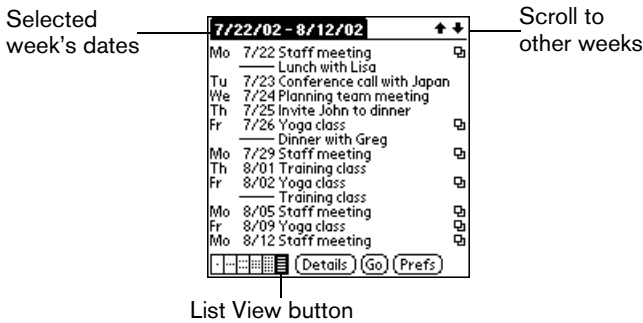 Selected
week's dates
7/22/02 - 8/12/02
Scroll to
other weeks
Mo 7/22 Staff meeting
Lunch with Lisa
Tu 7/23 Conference call with Japan
We 7/24 Planning team meeting
Th 7/25 Invite John to dinner
Fr 7/26 Yoga class
Dinner with Greg
Mo 7/29 Staff meeting
Th 8/01 Training class
Fr 8/02 Yoga class
Training class
Mo 8/05 Staff meeting
Fr 8/09 Yoga class
Mo 8/12 Staff meeting
Details Go Prefs
List View button